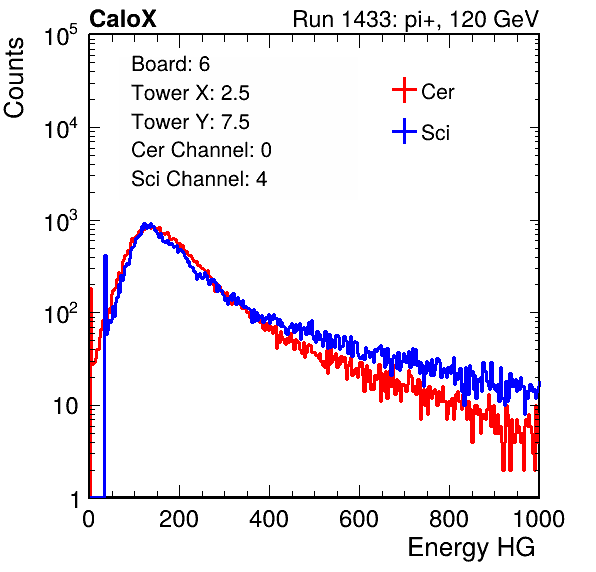 CaloX Run 1433: pi+, 120 GeV
Counts
Board: 6
Tower X: 2.5
Tower Y: 7.5
Cer Channel: 0
Sci Channel: 4
Cer
Sci
10^5
10^4
10^3
10^2
10
1
0 200 400 600 800 1000
Energy HG